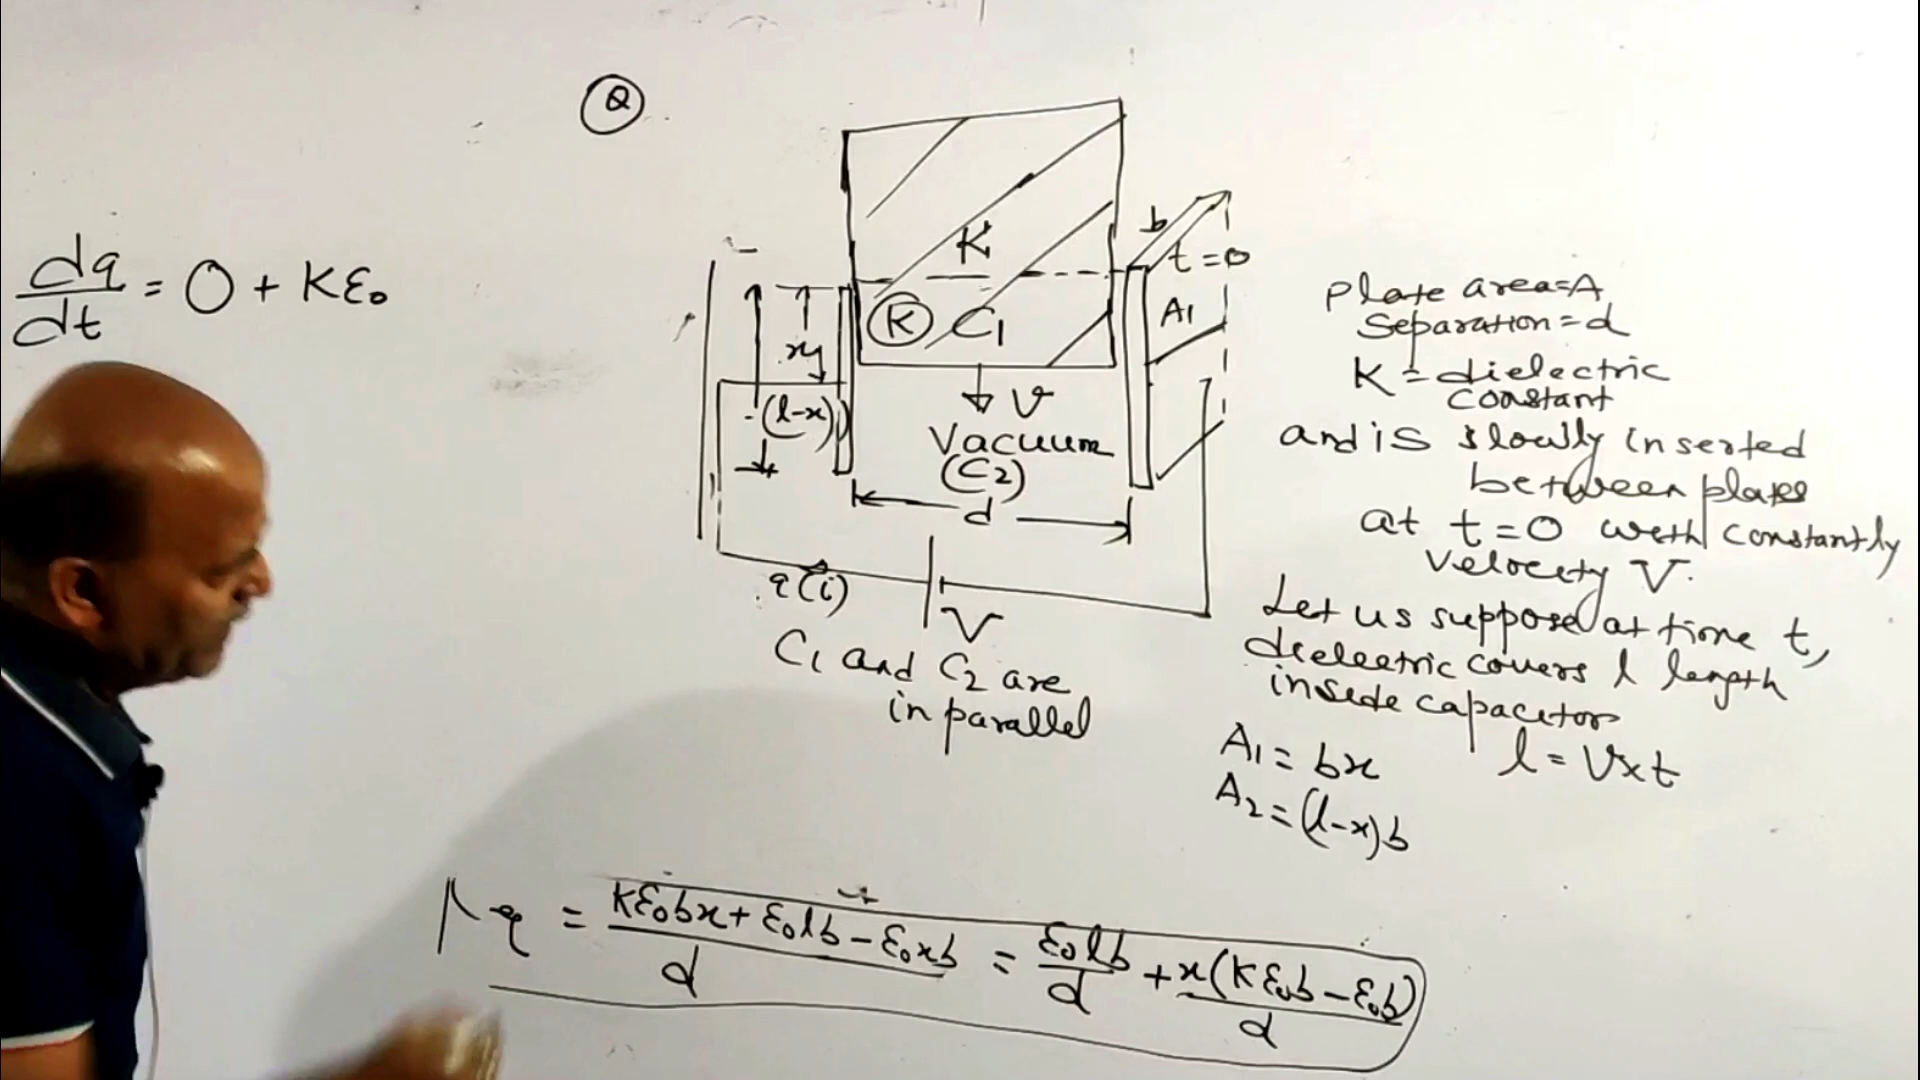 Q
dq/dt = 0 + Kε₀
K
b
t=0
K C₁
A₁
x
(l-x)
v
Vacuum
(C₂)
d
q(i)
V
C₁ and C₂ are
in parallel
plate area=A
Separation=d
K=dielectric
constant
and is slowly inserted
between plates
at t=0 with constantly
velocity V.
Let us suppose at time t,
dielectric covers l length
inside capacitor
A₁= bx
l = V×t
A₂=(l-x)b
q = (kε₀bx + ε₀lb - ε₀xb)/d = ε₀lb/d + x(Kε₀b - ε₀b)/d